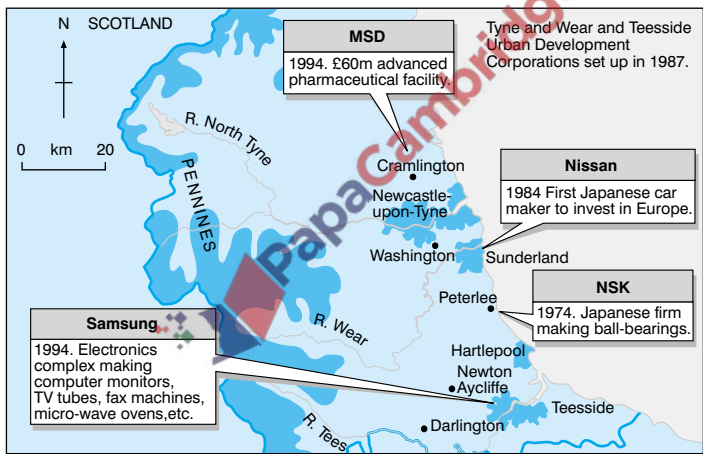 N SCOTLAND
0 km 20
MSD
1994. £60m advanced
pharmaceutical facility.
Tyne and Wear and Teesside
Urban Development
Corporations set up in 1987.
PapaCambridge
R. North Tyne
PENNINES
Cramlington
Newcastle-
upon-Tyne
Washington
Nissan
1984 First Japanese car
maker to invest in Europe.
Sunderland
Peterlee
NSK
1974. Japanese firm
making ball-bearings.
R. Wear
Samsung
1994. Electronics
complex making
computer monitors,
TV tubes, fax machines,
micro-wave ovens,etc.
Hartlepool
Newton
Aycliffe
Teesside
Darlington
R. Tees